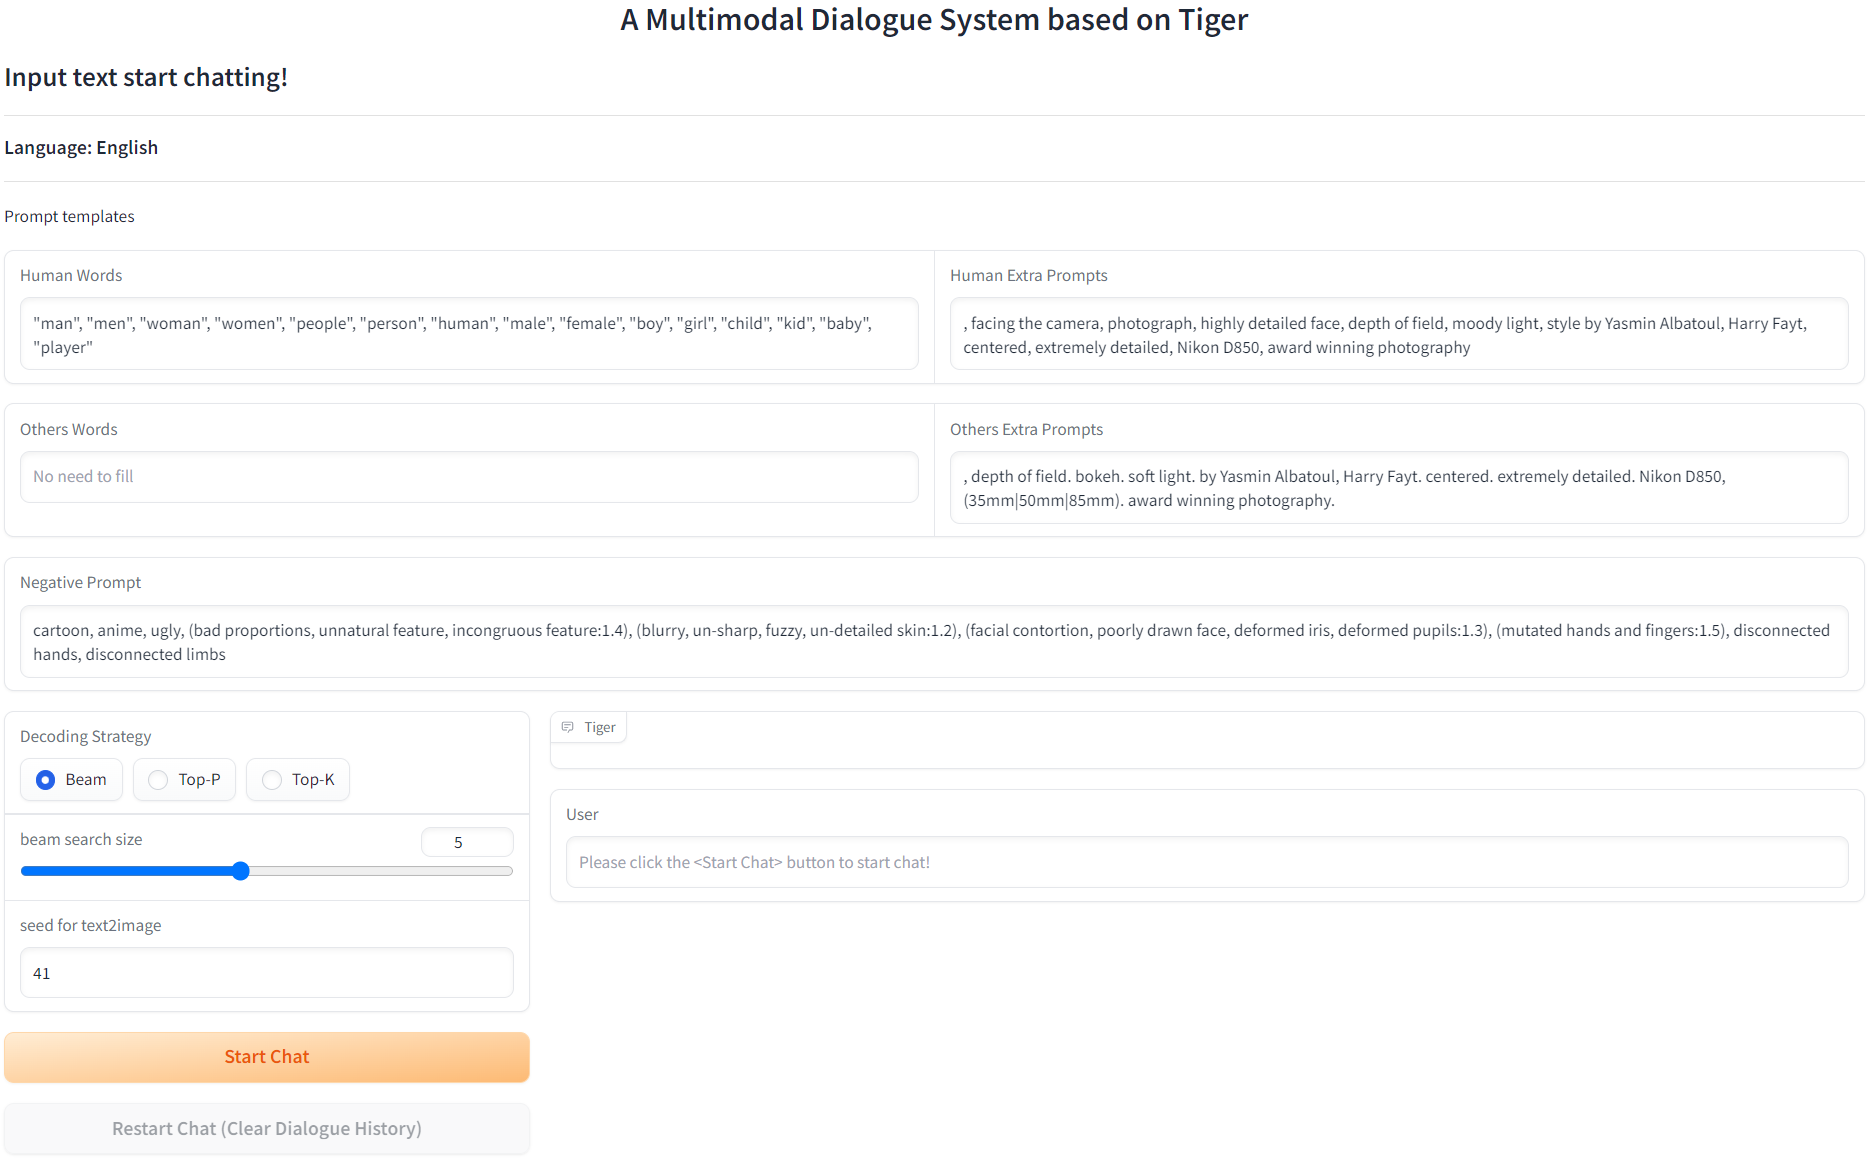 A Multimodal Dialogue System based on Tiger
Input text start chatting!
Language: English
Prompt templates
Human Words
"man", "men", "woman", "women", "people", "person", "human", "male", "female", "boy", "girl", "child", "kid", "baby",
"player"
Human Extra Prompts
, facing the camera, photograph, highly detailed face, depth of field, moody light, style by Yasmin Albatoul, Harry Fayt,
centered, extremely detailed, Nikon D850, award winning photography
Others Words
No need to fill
Others Extra Prompts
, depth of field. bokeh. soft light. by Yasmin Albatoul, Harry Fayt. centered. extremely detailed. Nikon D850,
(35mm|50mm|85mm). award winning photography.
Negative Prompt
cartoon, anime, ugly, (bad proportions, unnatural feature, incongruous feature:1.4), (blurry, un-sharp, fuzzy, un-detailed skin:1.2), (facial contortion, poorly drawn face, deformed iris, deformed pupils:1.3), (mutated hands and fingers:1.5), disconnected
hands, disconnected limbs
Decoding Strategy
Beam Top-P Top-K
beam search size 5
seed for text2image
41
Start Chat
Restart Chat (Clear Dialogue History)
Tiger
User
Please click the <Start Chat> button to start chat!